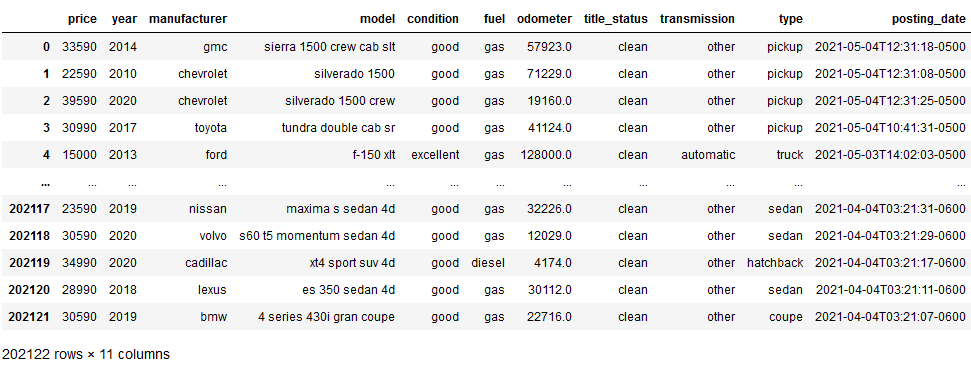 price year manufacturer model condition fuel odometer title_status transmission type posting_date
0 33590 2014 gmc sierra 1500 crew cab slt good gas 57923.0 clean other pickup 2021-05-04T12:31:18-0500
1 22590 2010 chevrolet silverado 1500 good gas 71229.0 clean other pickup 2021-05-04T12:31:08-0500
2 39590 2020 chevrolet silverado 1500 crew good gas 19160.0 clean other pickup 2021-05-04T12:31:25-0500
3 30990 2017 toyota tundra double cab sr good gas 41124.0 clean other pickup 2021-05-04T10:41:31-0500
4 15000 2013 ford f-150 xlt excellent gas 128000.0 clean automatic truck 2021-05-03T14:02:03-0500
... ... ... ... ... ... ... ... ... ... ... ...
202117 23590 2019 nissan maxima s sedan 4d good gas 32226.0 clean other sedan 2021-04-04T03:21:31-0600
202118 30590 2020 volvo s60 t5 momentum sedan 4d good gas 12029.0 clean other sedan 2021-04-04T03:21:29-0600
202119 34990 2020 cadillac xt4 sport suv 4d good diesel 4174.0 clean other hatchback 2021-04-04T03:21:17-0600
202120 28990 2018 lexus es 350 sedan 4d good gas 30112.0 clean other sedan 2021-04-04T03:21:11-0600
202121 30590 2019 bmw 4 series 430i gran coupe good gas 22716.0 clean other coupe 2021-04-04T03:21:07-0600
202122 rows × 11 columns